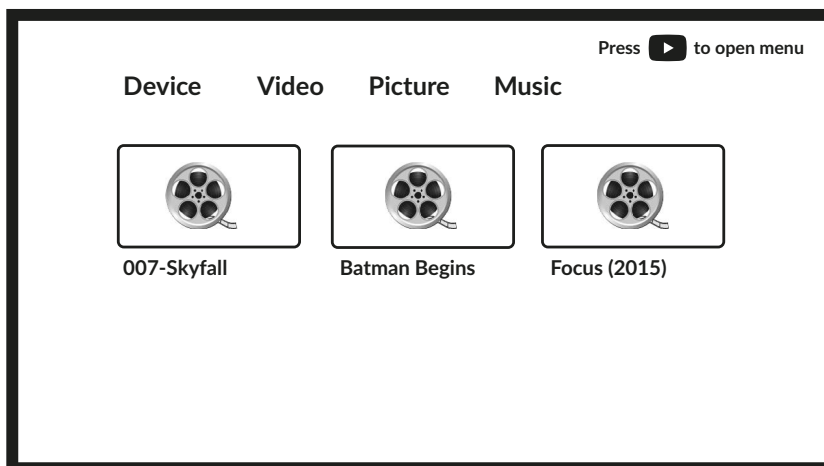 Press to open menu
Device Video Picture Music
007-Skyfall Batman Begins Focus (2015)